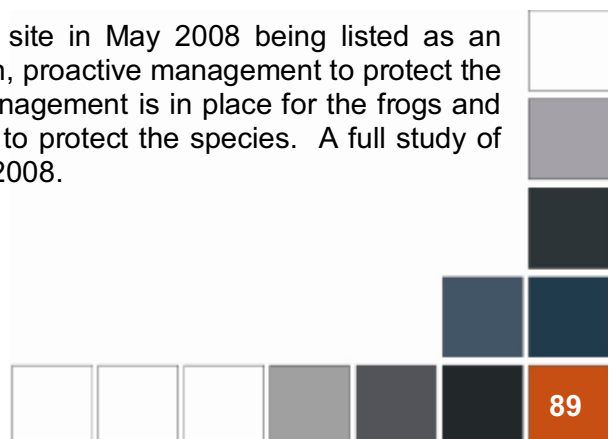 site in May 2008 being listed as an
, proactive management to protect the
nagement is in place for the frogs and
to protect the species. A full study of
2008.
89